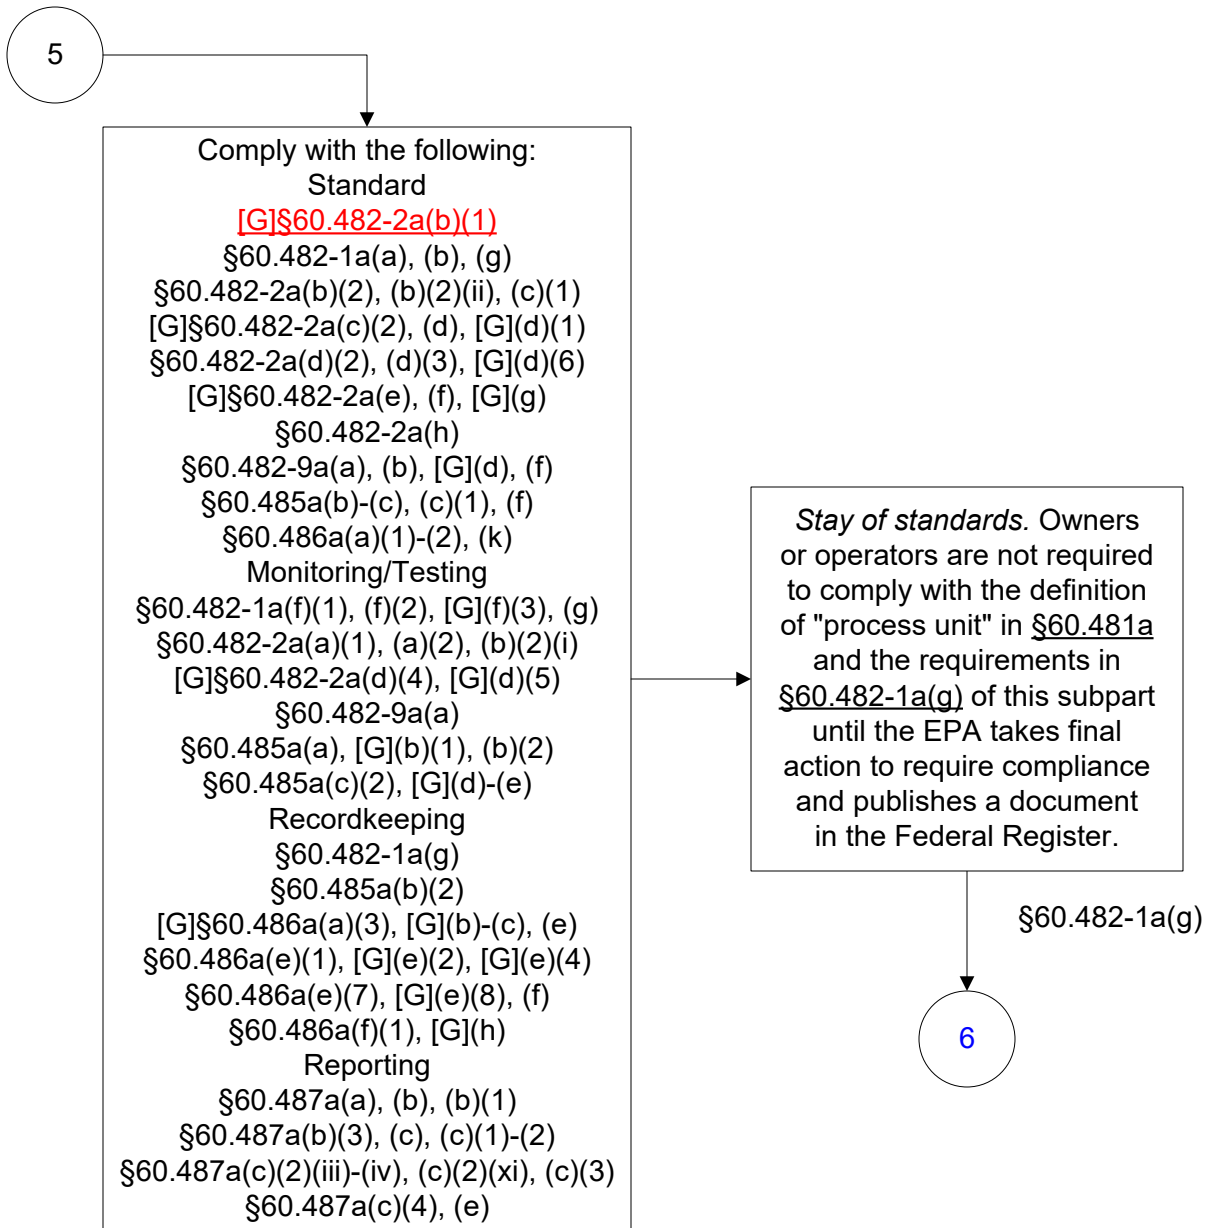 5
Comply with the following:
Standard
[G]§60.482-2a(b)(1)
§60.482-1a(a), (b), (g)
§60.482-2a(b)(2), (b)(2)(ii), (c)(1)
[G]§60.482-2a(c)(2), (d), [G](d)(1)
§60.482-2a(d)(2), (d)(3), [G](d)(6)
[G]§60.482-2a(e), (f), [G](g)
§60.482-2a(h)
§60.482-9a(a), (b), [G](d), (f)
§60.485a(b)-(c), (c)(1), (f)
§60.486a(a)(1)-(2), (k)
Monitoring/Testing
§60.482-1a(f)(1), (f)(2), [G](f)(3), (g)
§60.482-2a(a)(1), (a)(2), (b)(2)(i)
[G]§60.482-2a(d)(4), [G](d)(5)
§60.482-9a(a)
§60.485a(a), [G](b)(1), (b)(2)
§60.485a(c)(2), [G](d)-(e)
Recordkeeping
§60.482-1a(g)
§60.485a(b)(2)
[G]§60.486a(a)(3), [G](b)-(c), (e)
§60.486a(e)(1), [G](e)(2), [G](e)(4)
§60.486a(e)(7), [G](e)(8), (f)
§60.486a(f)(1), [G](h)
Reporting
§60.487a(a), (b), (b)(1)
§60.487a(b)(3), (c), (c)(1)-(2)
§60.487a(c)(2)(iii)-(iv), (c)(2)(xi), (c)(3)
§60.487a(c)(4), (e)
Stay of standards. Owners
or operators are not required
to comply with the definition
of "process unit" in §60.481a
and the requirements in
§60.482-1a(g) of this subpart
until the EPA takes final
action to require compliance
and publishes a document
in the Federal Register.
§60.482-1a(g)
6